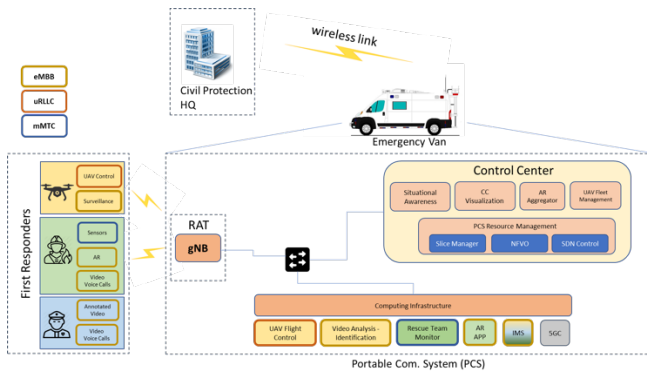 wireless link
eMBB
uRLLC
mMTC
Civil Protection
HQ
Emergency Van
First Responders
UAV Control
Surveillance
Sensors
AR
Video
Voice Calls
Annotated
Video
Video
Voice Calls
RAT
gNB
Control Center
Situational
Awareness
CC
Visualization
AR
Aggregator
UAV Fleet
Management
PCS Resource Management
Slice Manager
NFVO
SDN Control
Computing Infrastructure
UAV Flight
Control
Video Analysis -
Identification
Rescue Team
Monitor
AR
APP
IMS
5GC
Portable Com. System (PCS)